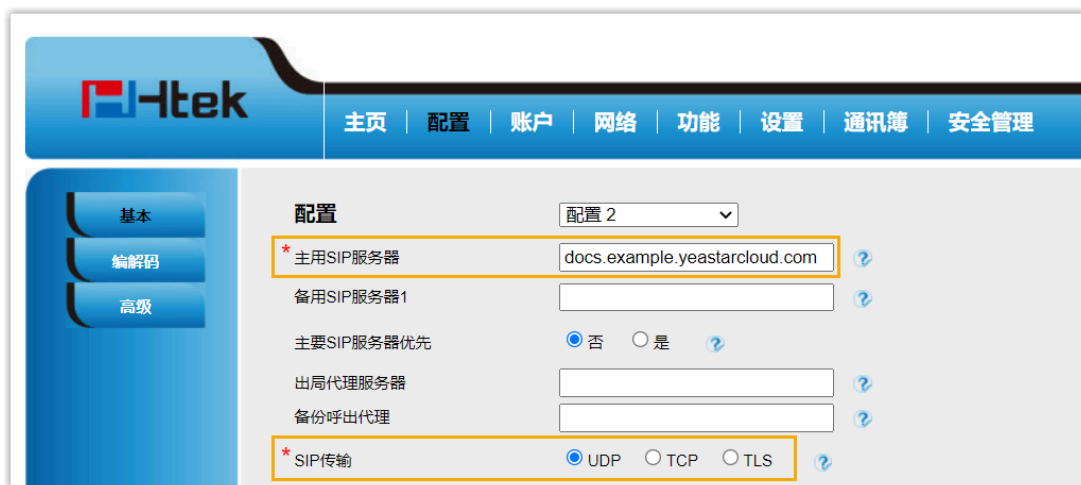 Htek
主页 配置 账户 网络 功能 设置 通讯簿 安全管理
基本
编解码
高级
配置 配置 2
* 主用SIP服务器 docs.example.yeastarcloud.com ?
备用SIP服务器1 ?
主要SIP服务器优先 否 是 ?
出局代理服务器 ?
备份呼出代理 ?
* SIP传输 UDP TCP TLS ?